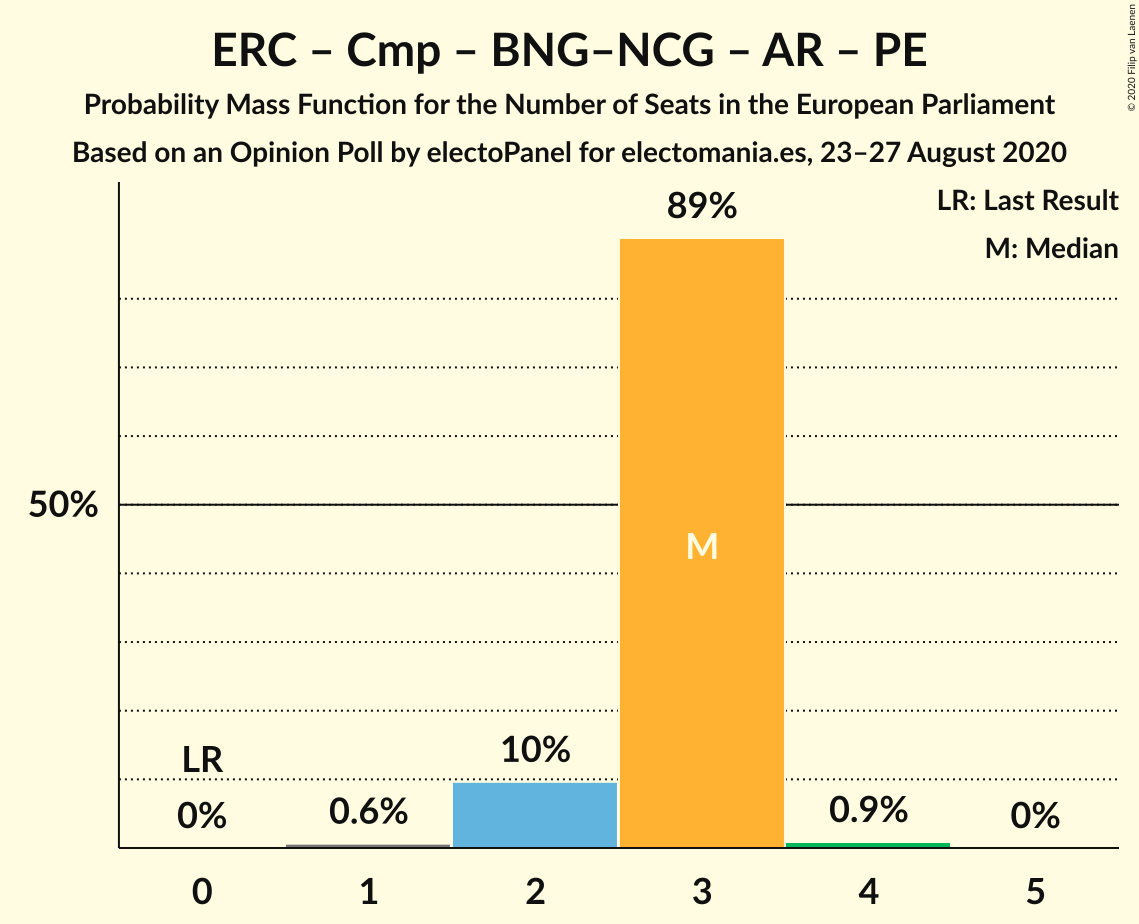 ERC – Cmp – BNG–NCG – AR – PE
Probability Mass Function for the Number of Seats in the European Parliament
Based on an Opinion Poll by electoPanel for electomania.es, 23–27 August 2020
© 2020 Filip van Laenen
LR: Last Result
M: Median
89%
50%
M
LR
10%
0%
0.6%
0.9%
0%
0 1 2 3 4 5